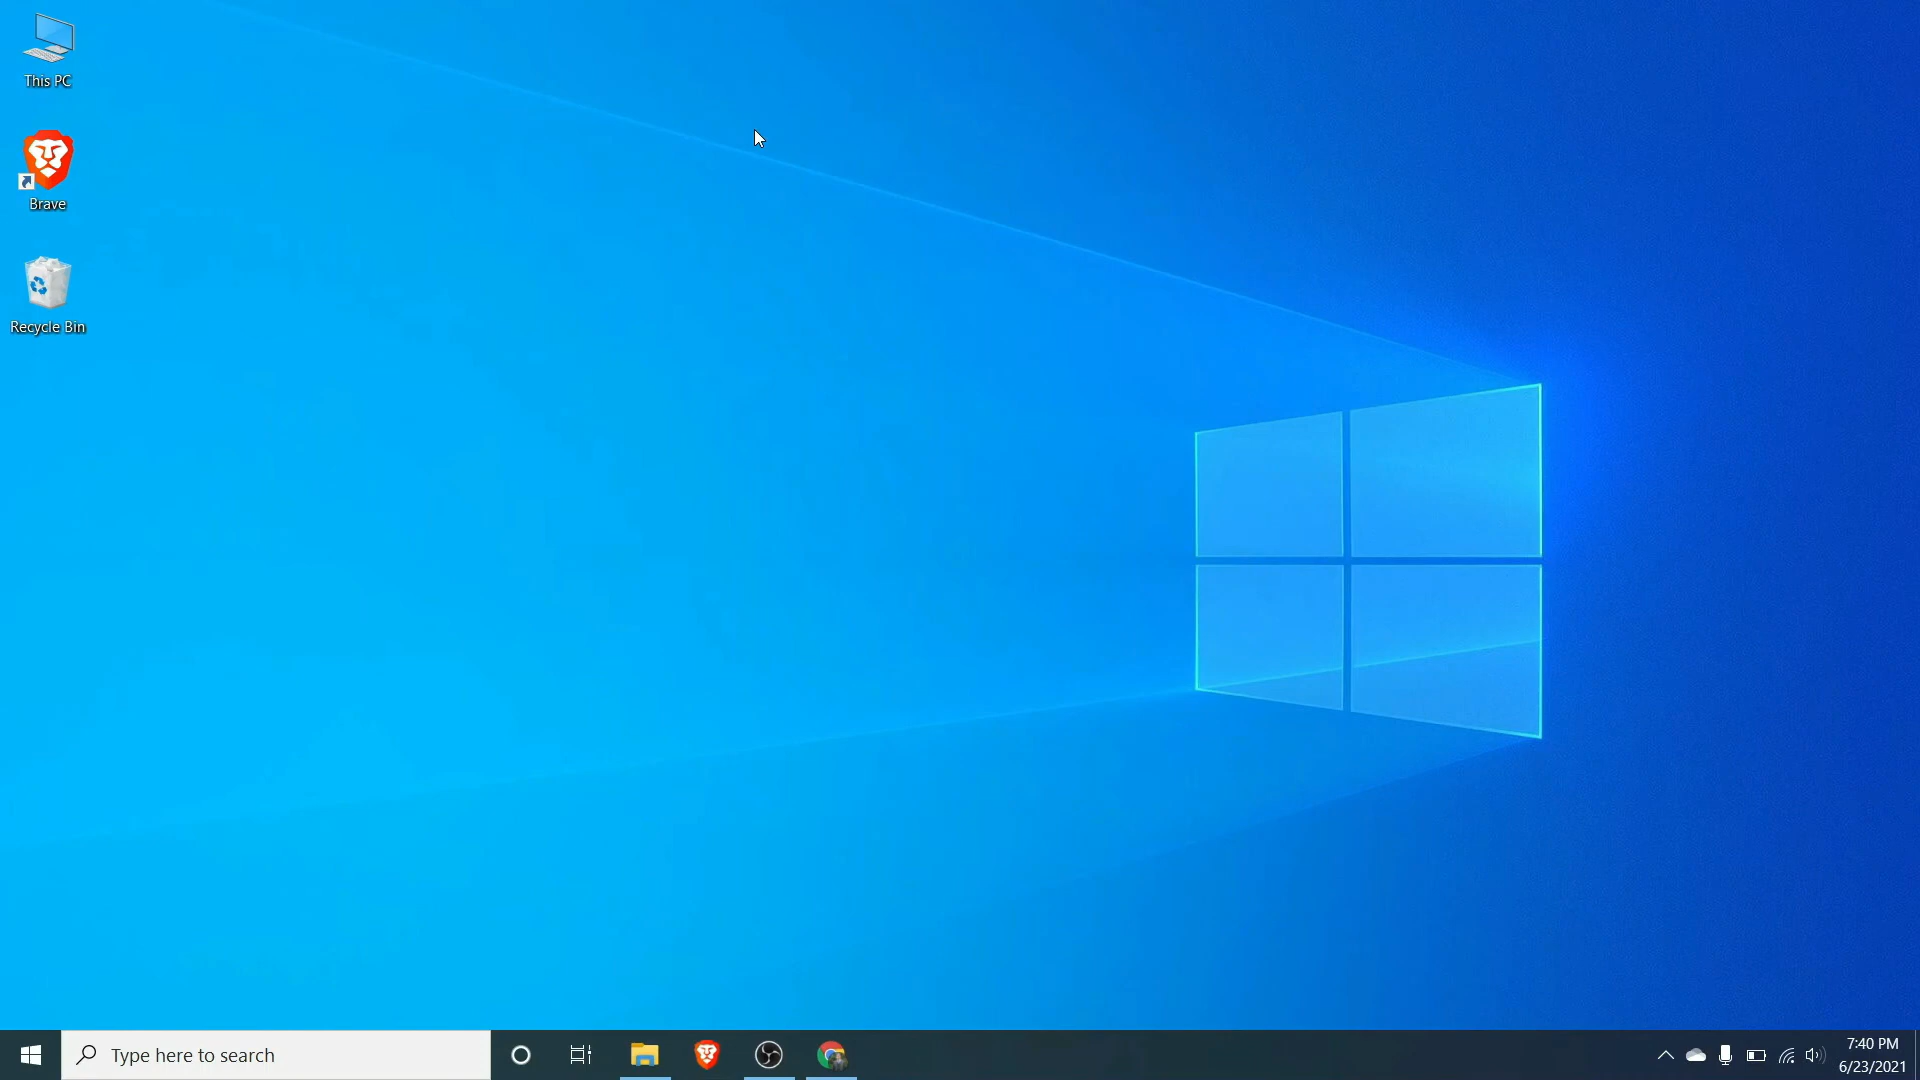 This PC
Brave
Recycle Bin
Type here to search
7:40 PM
6/23/2021